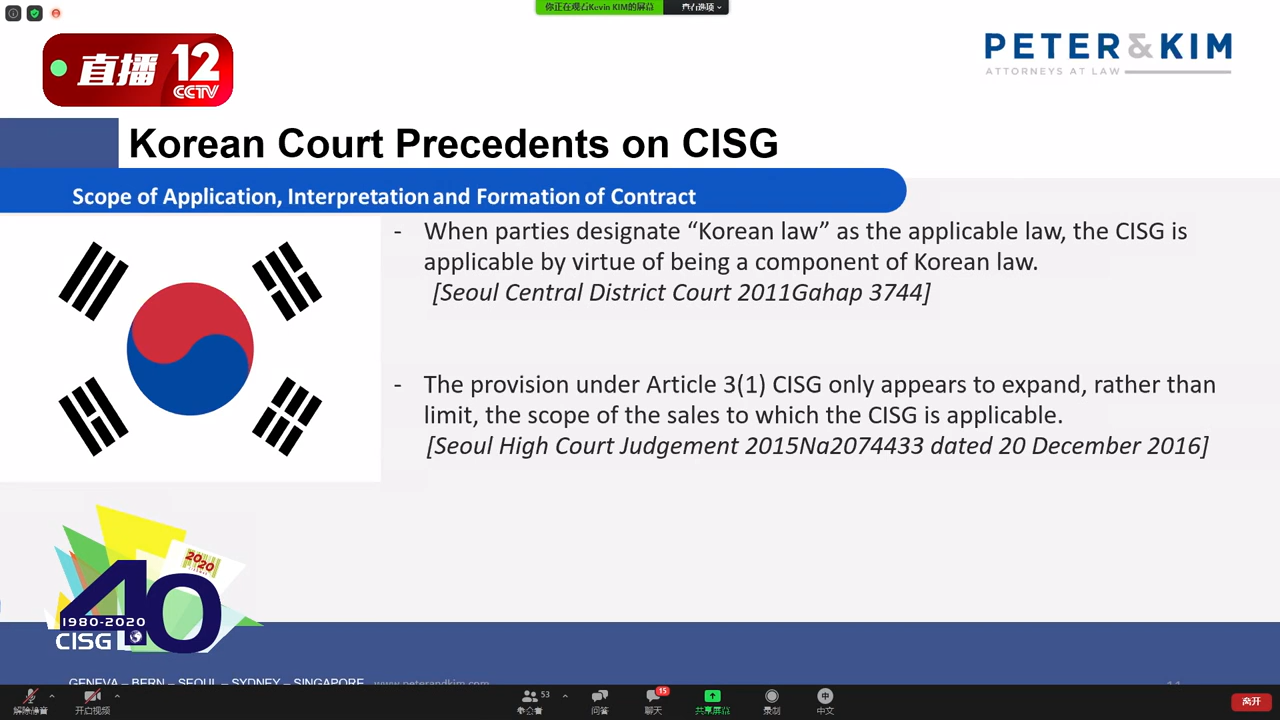 你正在观看Kevin KIM的屏幕
查看选项
直播 12
CCTV
PETER&KIM
ATTORNEYS AT LAW
Korean Court Precedents on CISG
Scope of Application, Interpretation and Formation of Contract
- When parties designate “Korean law” as the applicable law, the CISG is
applicable by virtue of being a component of Korean law.
[Seoul Central District Court 2011Gahap 3744]
- The provision under Article 3(1) CISG only appears to expand, rather than
limit, the scope of the sales to which the CISG is applicable.
[Seoul High Court Judgement 2015Na2074433 dated 20 December 2016]
2020
40
1980-2020
CISG
GENEVA – BERN – SEOUL – SYDNEY – SINGAPORE www.peterandkim.com
解除静音
开启视频
53
参会者
问答
15
聊天
共享屏幕
录制
中文
离开